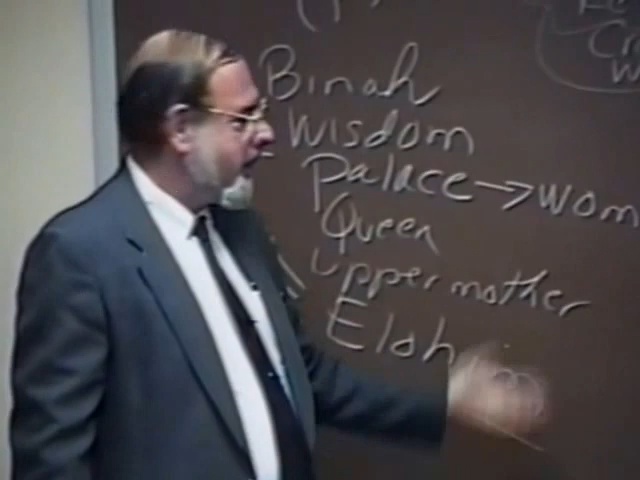 Binah
Wisdom
Palace → wom
Queen
Upper mother
Eloh